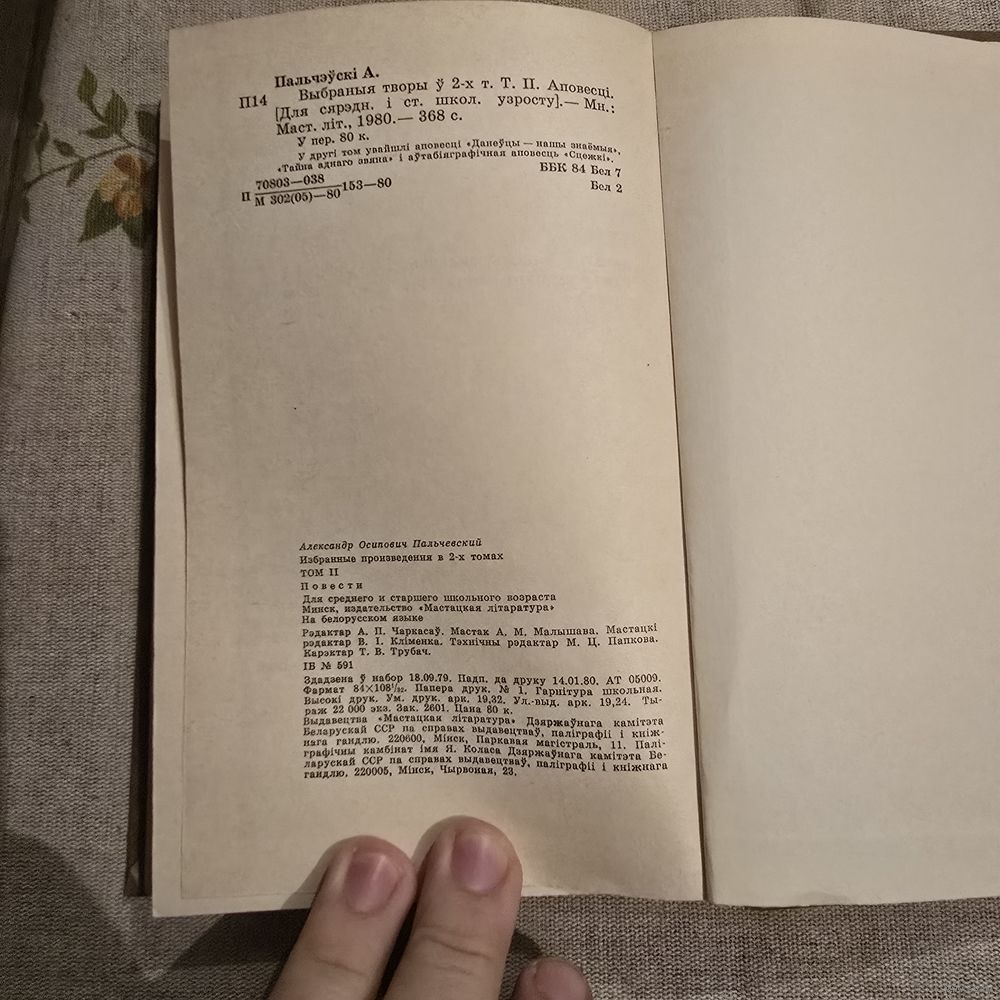 Пальчэўскі А.
П14
Выбраныя творы ў 2-х т. Т. II. Аповесці.
[Для сярэдн. і ст. школ. узросту].— Мн.:
Маст. літ., 1980.— 368 с.
У пер. 80 к.
У другі том увайшлі аповесці «Данеўцы — нашы знаёмыя»,
«Тайна аднаго звяна» і аўтабіяграфічная аповесць «Сцежкі».
П 70803—038
М 302(05)—80 153—80
ББК 84 Бел 7
Бел 2
Александр Осипович Пальчевский
Избранные произведения в 2-х томах
ТОМ II
Повести
Для среднего и старшего школьного возраста
Минск, издательство «Мастацкая літаратура»
На белорусском языке
Рэдактар А. П. Чаркасаў. Мастак А. М. Малышава. Мастацкі
рэдактар В. І. Кліменка. Тэхнічны рэдактар М. Ц. Папкова.
Карэктар Т. В. Трубач.
ІБ № 591
Здадзена ў набор 18.09.79. Падп. да друку 14.01.80. АТ 05009.
Фармат 84×108¹/₃₂. Папера друк. № 1. Гарнітура школьная.
Высокі друк. Ум. друк. арк. 19,32. Ул.-выд. арк. 19,24. Ты-
раж 22 000 экз. Зак. 2601. Цана 80 к.
Выдавецтва «Мастацкая літаратура» Дзяржаўнага камітэта
Беларускай ССР па справах выдавецтваў, паліграфіі і кніж-
нага гандлю. 220600, Мінск, Паркавая магістраль, 11. Палі-
графічны камбінат імя Я. Коласа Дзяржаўнага камітэта Бе-
ларускай ССР па справах выдавецтваў, паліграфіі і кніжнага
гандлю. 220005, Мінск, Чырвоная, 23.